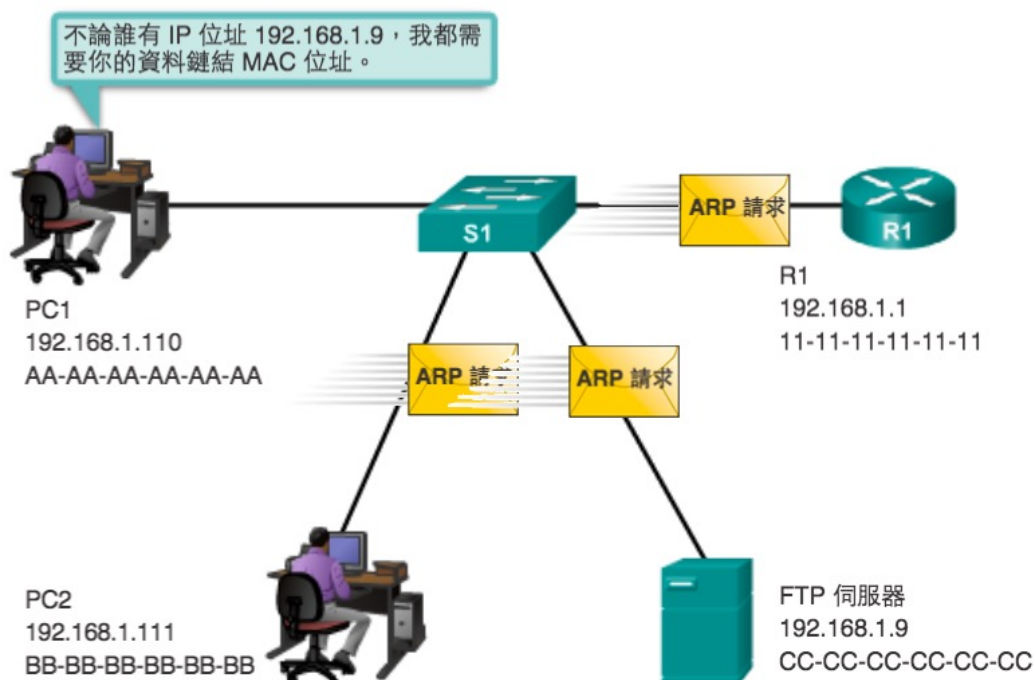 不論誰有 IP 位址 192.168.1.9，我都需
要你的資料鏈結 MAC 位址。
S1
ARP 請求
R1
PC1
192.168.1.110
AA-AA-AA-AA-AA-AA
R1
192.168.1.1
11-11-11-11-11-11
ARP 請求
ARP 請求
PC2
192.168.1.111
BB-BB-BB-BB-BB-BB
FTP 伺服器
192.168.1.9
CC-CC-CC-CC-CC-CC